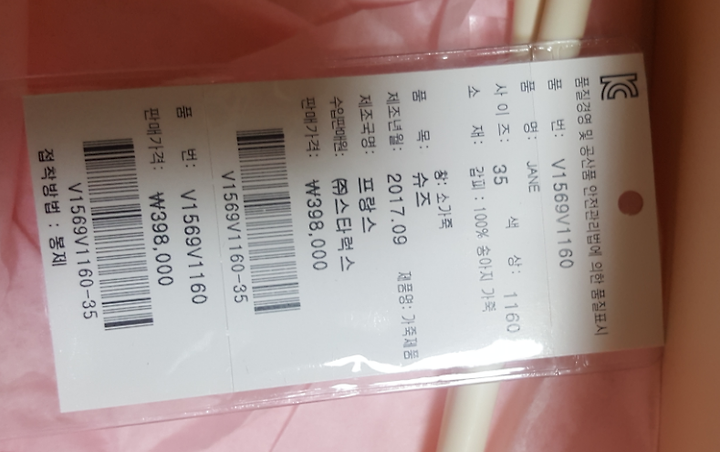 품질경영 및 공산품 안전관리법에 의한 품질표시
품 번: V1569V1160
품 명: JANE
사이즈: 35 색 상: 1160
소 재: 갑피 : 100% 송아지 가죽
창: 소가죽
품 목: 슈즈 제품명: 가죽제품
제조년월: 2017.09
제조국명: 프랑스
수입판매원: ㈜스타럭스
판매가격: ₩398,000
V1569V1160-35
품 번: V1569V1160
판매가격: ₩398,000
V1569V1160-35
접착방법 : 봉제